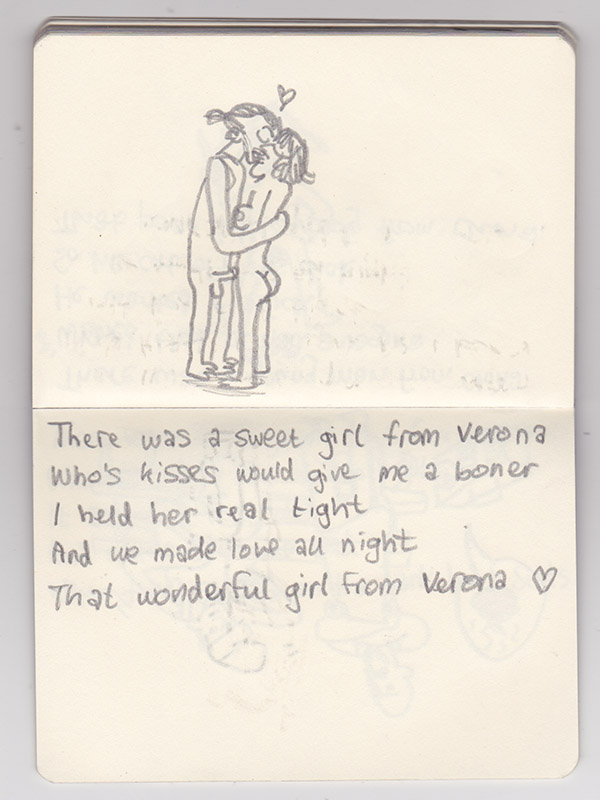 There was a sweet girl from Verona
Who's kisses would give me a boner
I held her real tight
And we made love all night
That wonderful girl from Verona ♡